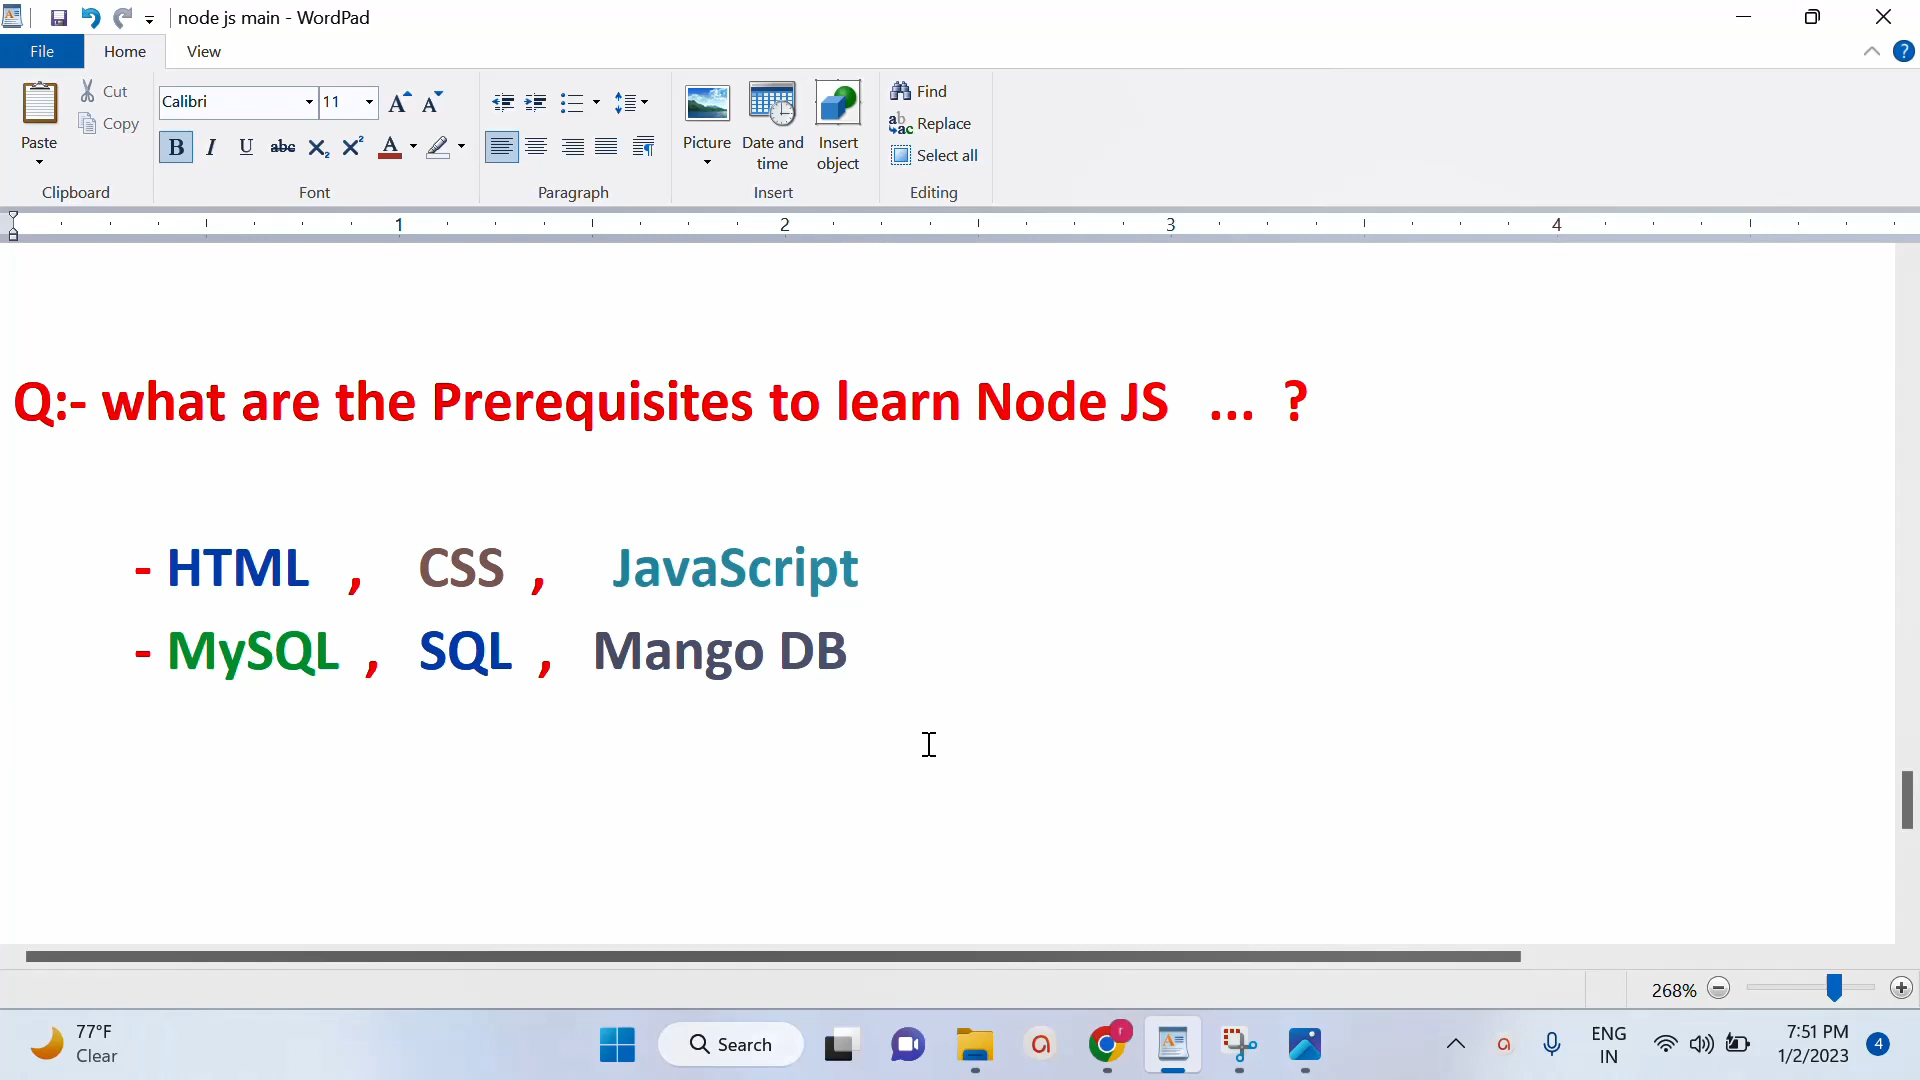 node js main - WordPad
File Home View
Paste Cut Copy Clipboard
Calibri 11 Font
Paragraph
Picture Date and time Insert object Insert
Find Replace Select all Editing
1 2 3 4
Q:- what are the Prerequisites to learn Node JS ... ?
- HTML , CSS , JavaScript
- MySQL , SQL , Mango DB
268%
77°F Clear
Search
ENG IN
7:51 PM
1/2/2023
4